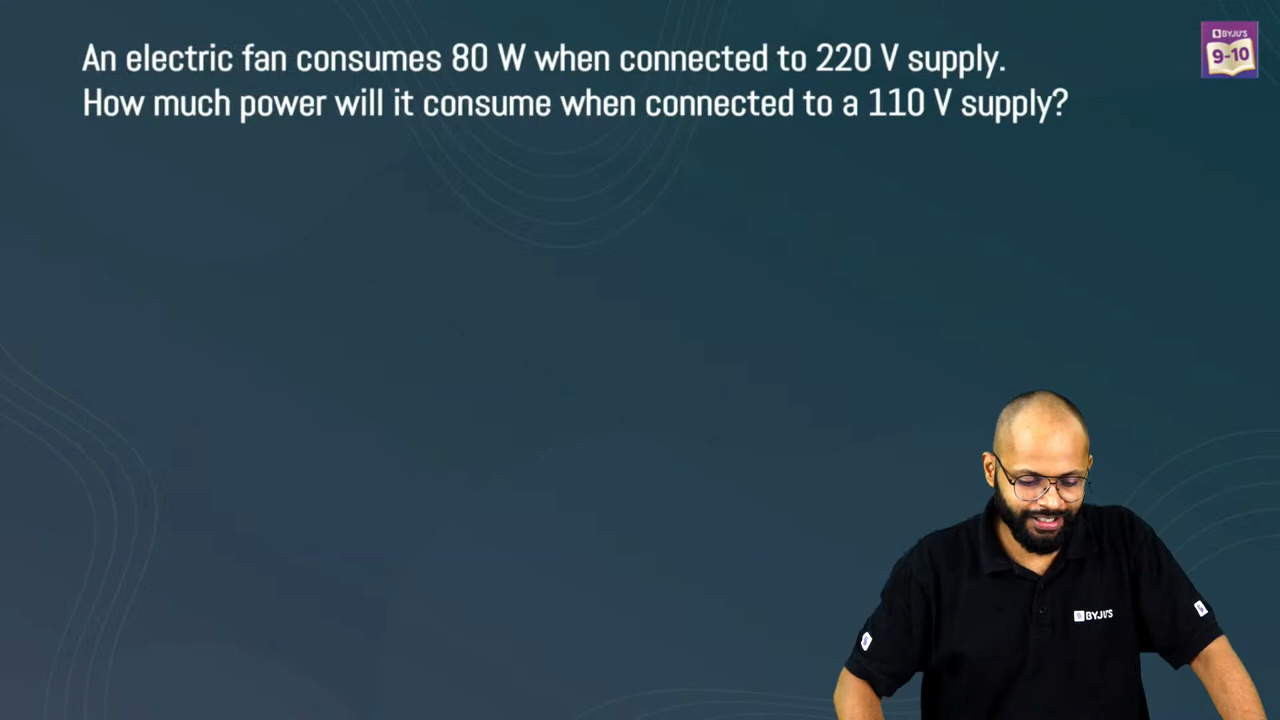 An electric fan consumes 80 W when connected to 220 V supply.
How much power will it consume when connected to a 110 V supply?
BYJU'S
9-10
BYJU'S